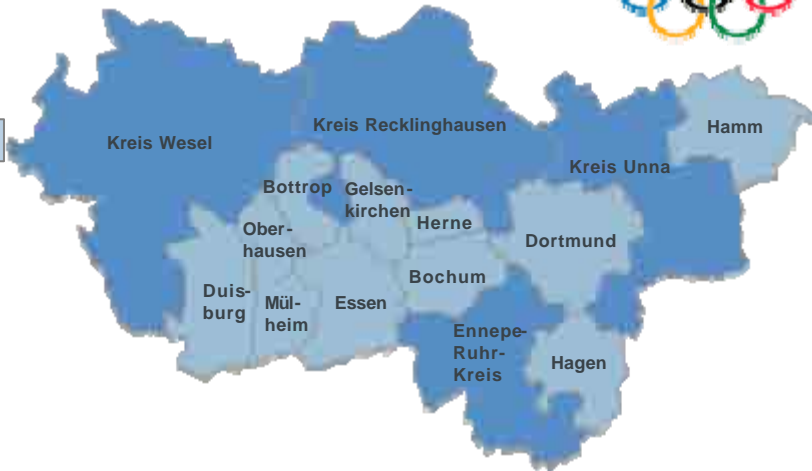 Kreis Wesel
Kreis Recklinghausen
Hamm
Kreis Unna
Bottrop
Gelsen-
kirchen
Herne
Ober-
hausen
Dortmund
Bochum
Duis-
burg
Mül-
heim
Essen
Ennepe-
Ruhr-
Kreis
Hagen